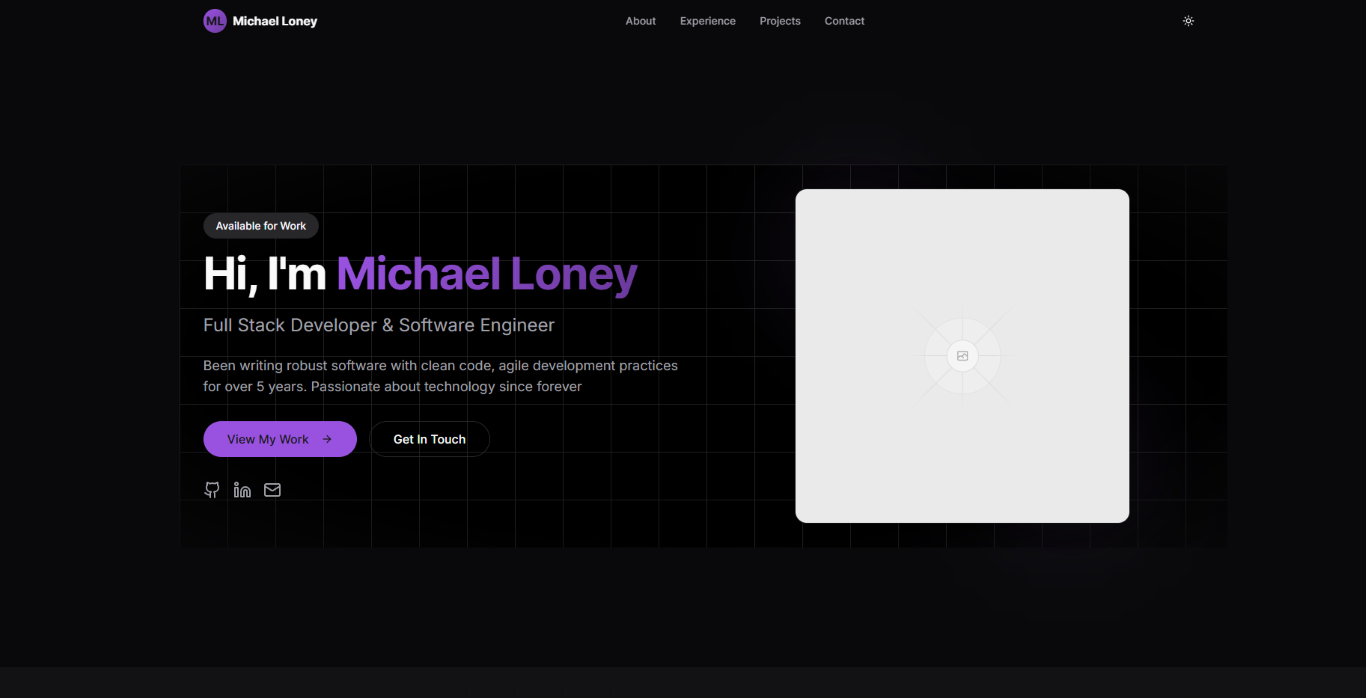 ML Michael Loney
About Experience Projects Contact
Available for Work
Hi, I'm Michael Loney
Full Stack Developer & Software Engineer
Been writing robust software with clean code, agile development practices
for over 5 years. Passionate about technology since forever
View My Work
Get In Touch